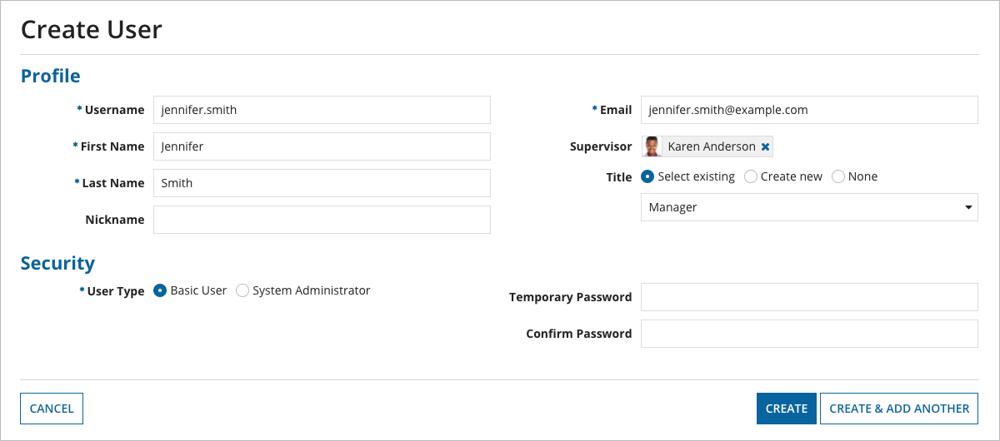 Create User
Profile
* Username jennifer.smith
* First Name Jennifer
* Last Name Smith
Nickname
* Email jennifer.smith@example.com
Supervisor Karen Anderson ×
Title Select existing Create new None
Manager
Security
* User Type Basic User System Administrator
Temporary Password
Confirm Password
CANCEL CREATE CREATE & ADD ANOTHER